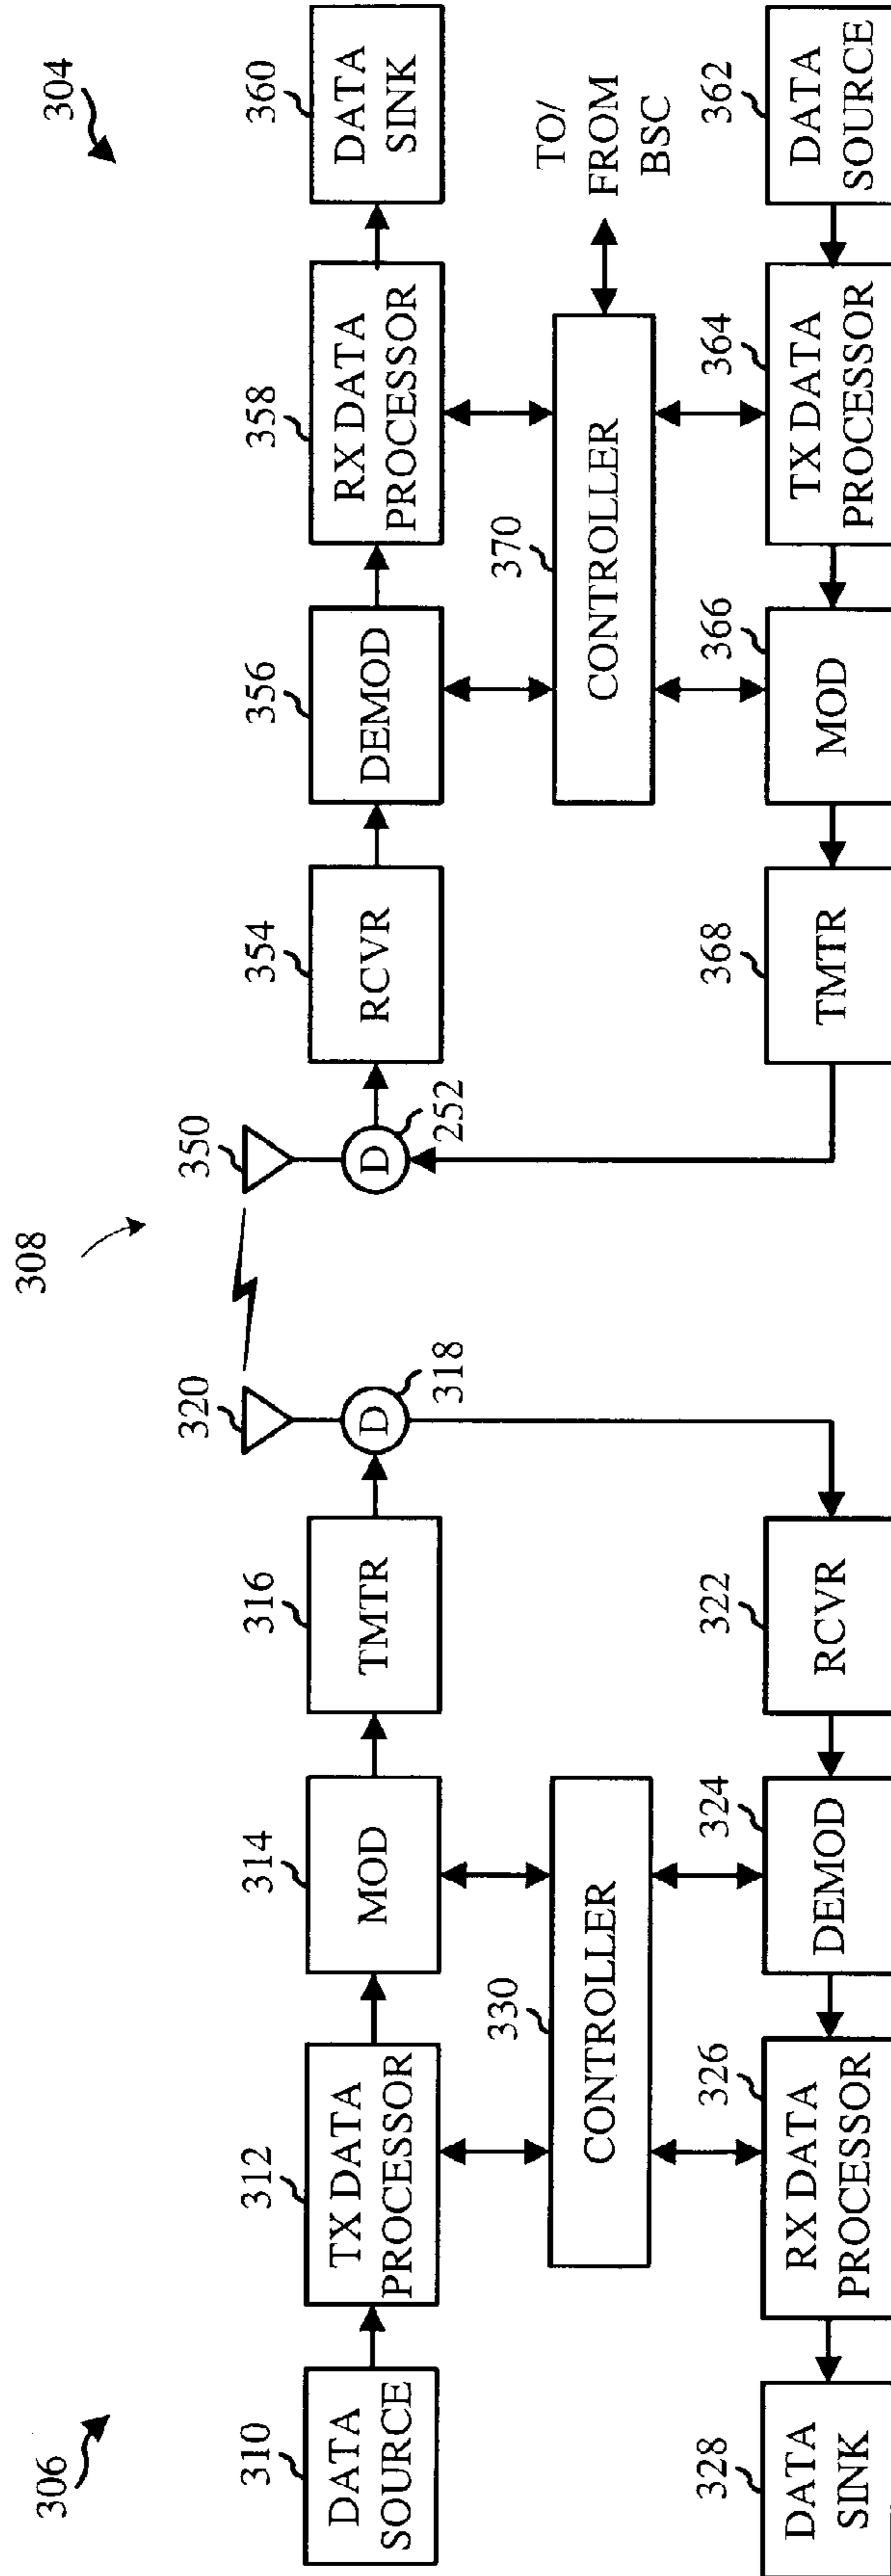 306
308
304
310
DATA
SOURCE
312
TX DATA
PROCESSOR
314
MOD
316
TMTR
320
D
318
350
D
252
354
RCVR
356
DEMOD
358
RX DATA
PROCESSOR
360
DATA
SINK
330
CONTROLLER
370
CONTROLLER
TO/
FROM
BSC
328
DATA
SINK
326
RX DATA
PROCESSOR
324
DEMOD
322
RCVR
368
TMTR
366
MOD
364
TX DATA
PROCESSOR
362
DATA
SOURCE